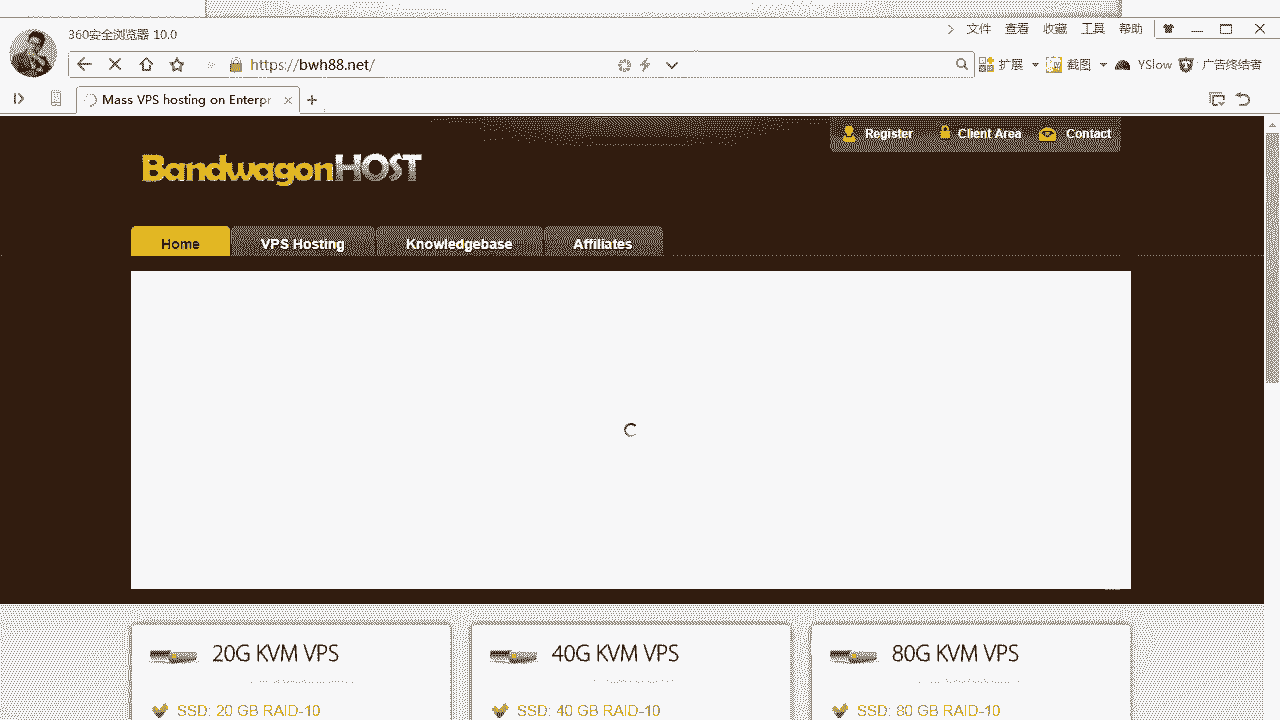 360安全浏览器 10.0
文件 查看 收藏 工具 帮助
https://bwh88.net/
扩展 截图 YSlow 广告终结者
Mass VPS hosting on Enterpr
Register Client Area Contact
BandwagonHOST
Home VPS Hosting Knowledgebase Affiliates
20G KVM VPS
SSD: 20 GB RAID-10
40G KVM VPS
SSD: 40 GB RAID-10
80G KVM VPS
SSD: 80 GB RAID-10